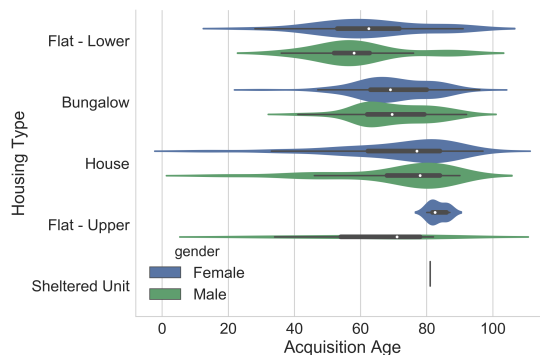 Flat - Lower
Bungalow
House
Flat - Upper
Sheltered Unit
Housing Type
gender
Female
Male
0 20 40 60 80 100
Acquisition Age